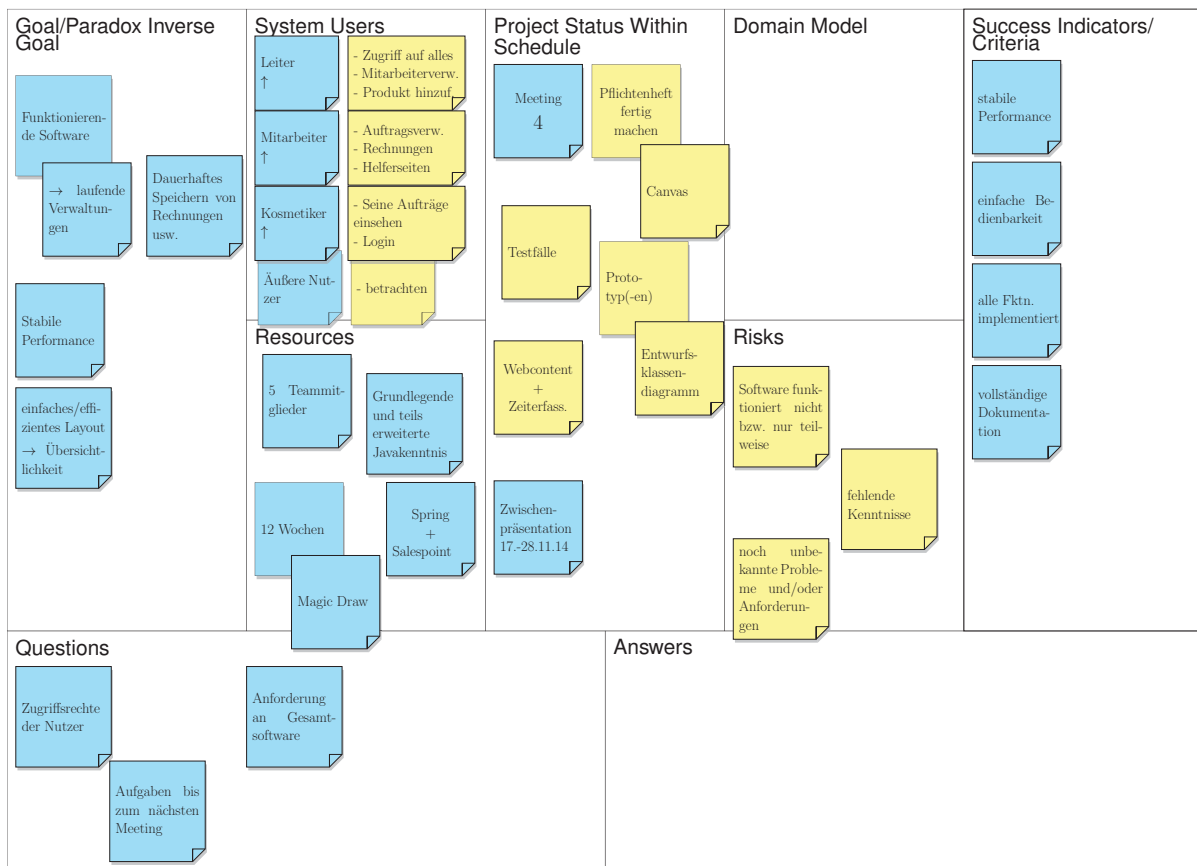 Goal/Paradox Inverse
Goal
Funktionieren-
de Software
→ laufende
Verwaltun-
gen
Dauerhaftes
Speichern von
Rechnungen
usw.
Stabile
Performance
einfaches/effi-
zientes Layout
→ Übersicht-
lichkeit
System Users
Leiter
↑
- Zugriff auf alles
- Mitarbeiterverw.
- Produkt hinzuf.
Mitarbeiter
↑
- Auftragsverw.
- Rechnungen
- Helferseiten
Kosmetiker
↑
- Seine Aufträge
einsehen
- Login
Äußere Nut-
zer
- betrachten
Resources
5 Teammit-
glieder
Grundlegende
und teils
erweiterte
Javakenntnis
12 Wochen
Spring
+
Salespoint
Magic Draw
Project Status Within
Schedule
Meeting
4
Pflichtenheft
fertig
machen
Canvas
Testfälle
Proto-
typ(-en)
Entwurfs-
klassen-
diagramm
Webcontent
+
Zeiterfass.
Zwischen-
präsentation
17.-28.11.14
Domain Model
Risks
Software funk-
tioniert nicht
bzw. nur teil-
weise
fehlende
Kenntnisse
noch unbe-
kannte Proble-
me und/oder
Anforderun-
gen
Success Indicators/
Criteria
stabile
Performance
einfache Be-
dienbarkeit
alle Fktn.
implementiert
vollständige
Dokumenta-
tion
Questions
Zugriffsrechte
der Nutzer
Aufgaben bis
zum nächsten
Meeting
Anforderung
an Gesamt-
software
Answers